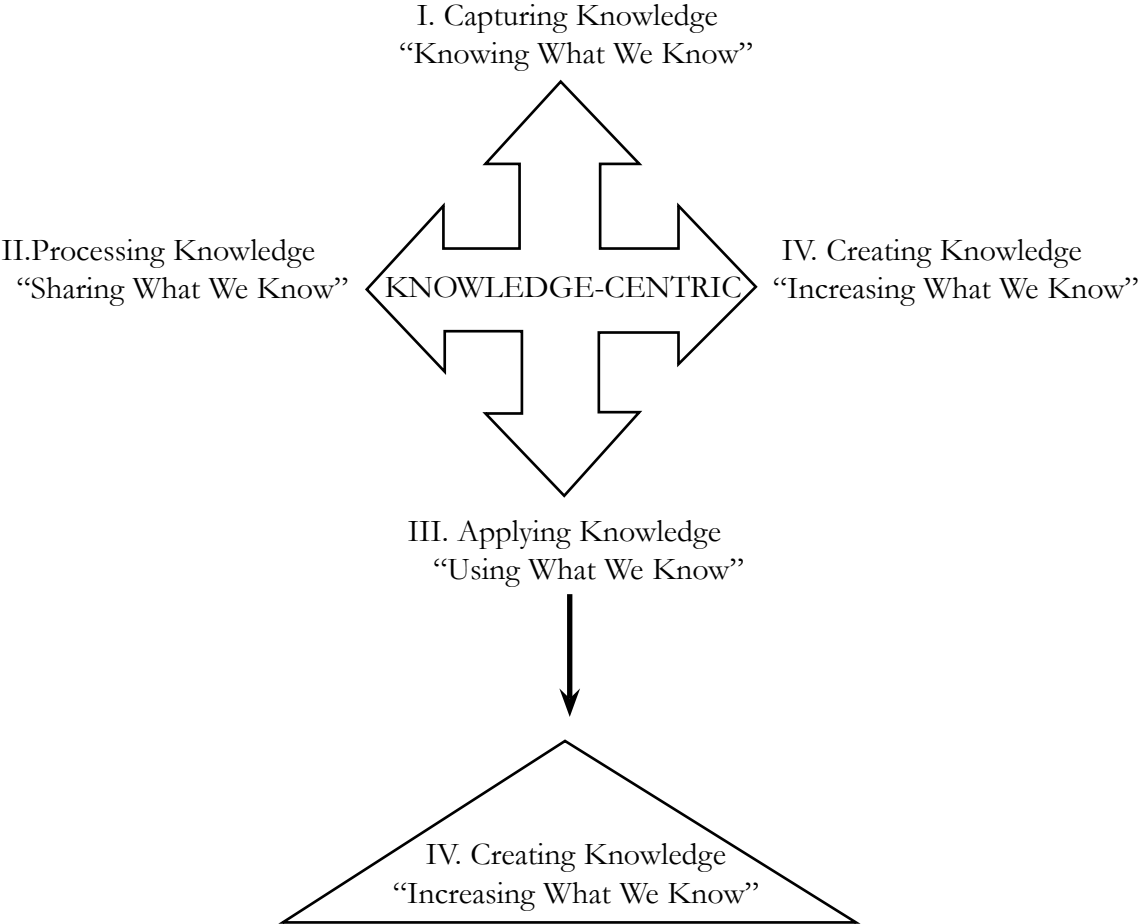 I. Capturing Knowledge
“Knowing What We Know”
II.Processing Knowledge
“Sharing What We Know”
KNOWLEDGE-CENTRIC
IV. Creating Knowledge
“Increasing What We Know”
III. Applying Knowledge
“Using What We Know”
IV. Creating Knowledge
“Increasing What We Know”